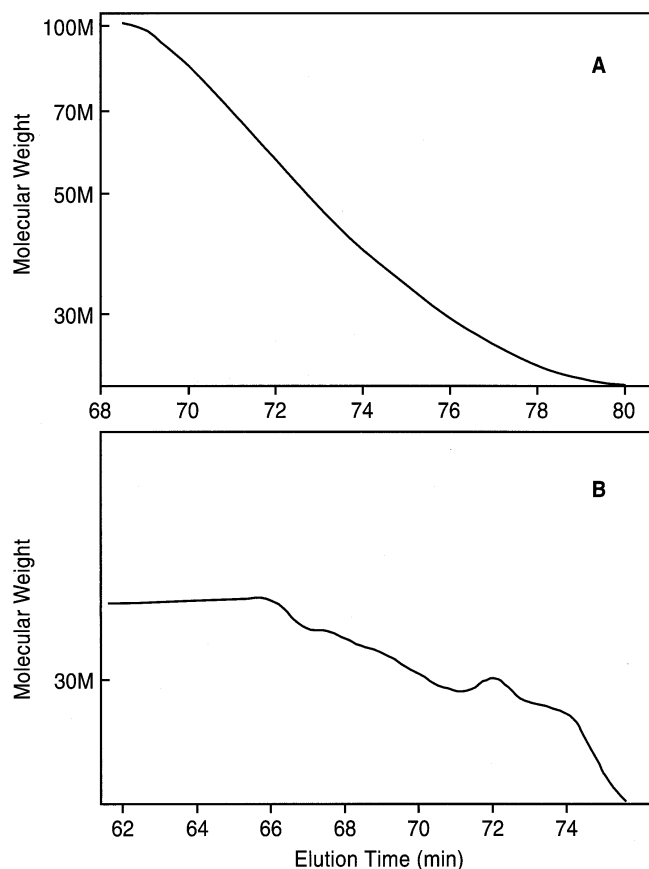 100M
A
70M
50M
30M
Molecular Weight
68 70 72 74 76 78 80
B
Molecular Weight
30M
62 64 66 68 70 72 74
Elution Time (min)